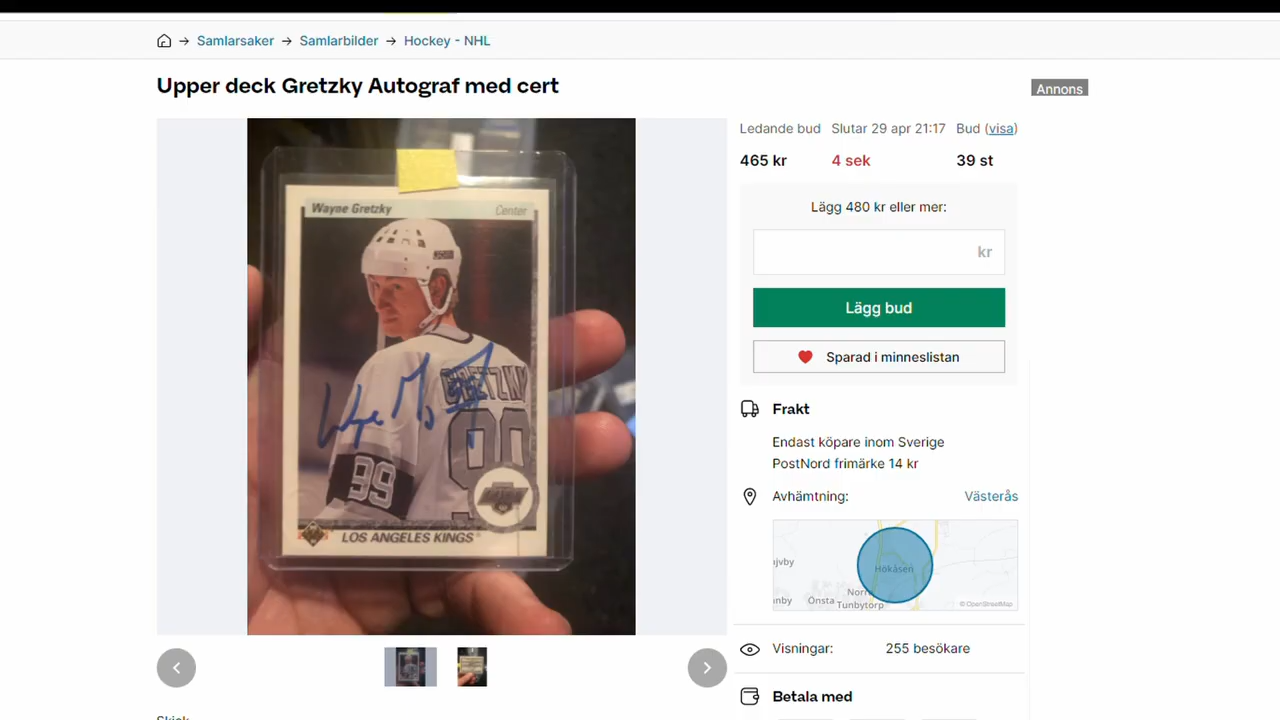 Samlarsaker → Samlarbilder → Hockey - NHL
Upper deck Gretzky Autograf med cert
Annons
Wayne Gretzky Center
GRETZKY
99
99
LOS ANGELES KINGS
Ledande bud Slutar 29 apr 21:17 Bud (visa)
465 kr 4 sek 39 st
Lägg 480 kr eller mer:
kr
Lägg bud
Sparad i minneslistan
Frakt
Endast köpare inom Sverige
PostNord frimärke 14 kr
Avhämtning: Västerås
Hökåsen
Önsta
Tunbytorp
© OpenStreetMap
Visningar: 255 besökare
Betala med